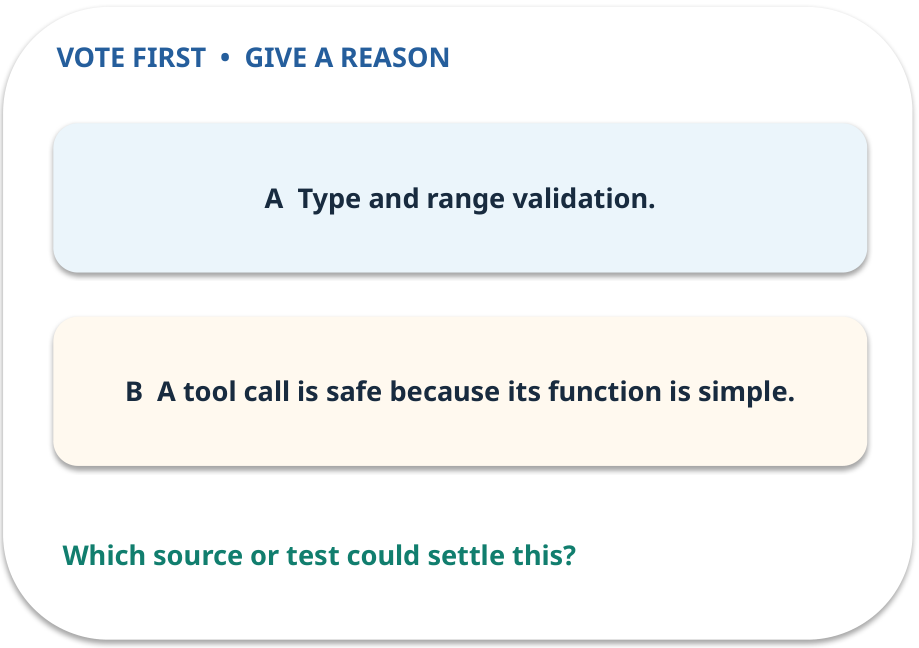 VOTE FIRST • GIVE A REASON
A Type and range validation.
B A tool call is safe because its function is simple.
Which source or test could settle this?